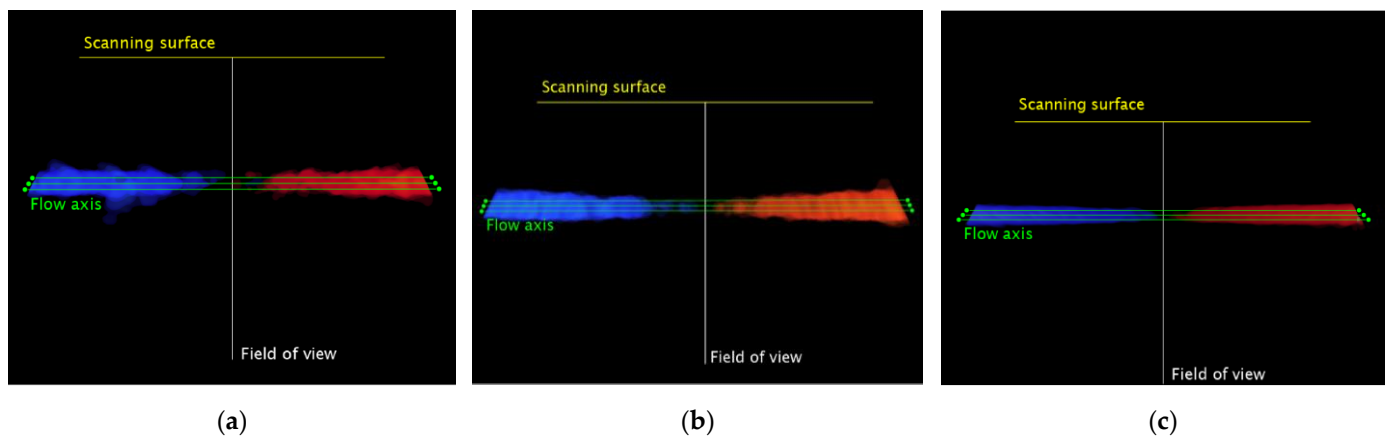 Scanning surface
Flow axis
Field of view
(a)
Scanning surface
Flow axis
Field of view
(b)
Scanning surface
Flow axis
Field of view
(c)